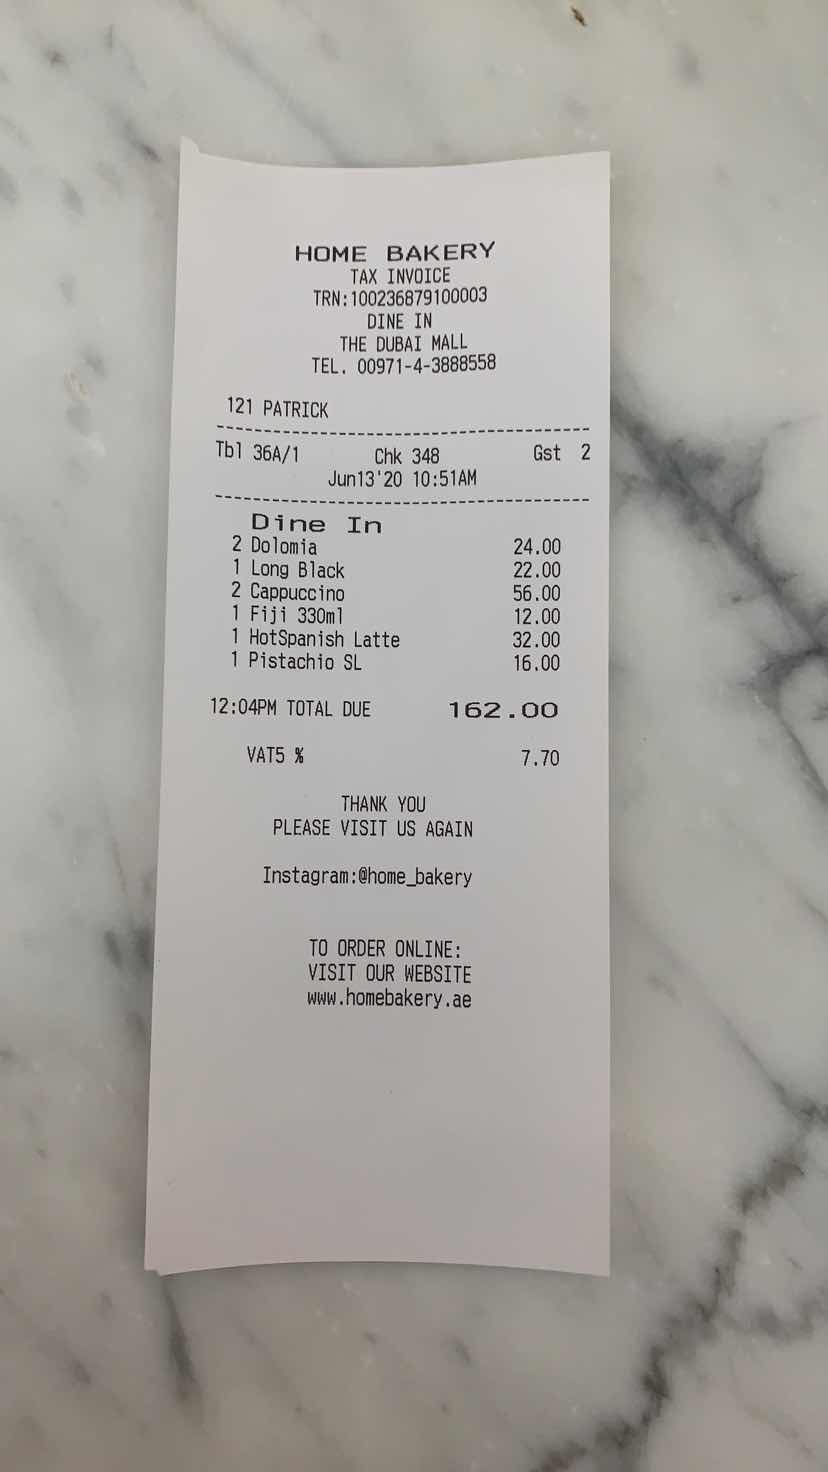 HOME BAKERY
TAX INVOICE
TRN:100236879100003
DINE IN
THE DUBAI MALL
TEL. 00971-4-3888558
121 PATRICK
Tbl 36A/1 Chk 348 Gst 2
Jun13'20 10:51AM
Dine In
2 Dolomia 24.00
1 Long Black 22.00
2 Cappuccino 56.00
1 Fiji 330ml 12.00
1 HotSpanish Latte 32.00
1 Pistachio SL 16.00
12:04PM TOTAL DUE 162.00
VAT5 % 7.70
THANK YOU
PLEASE VISIT US AGAIN
Instagram:@home_bakery
TO ORDER ONLINE:
VISIT OUR WEBSITE
www.homebakery.ae